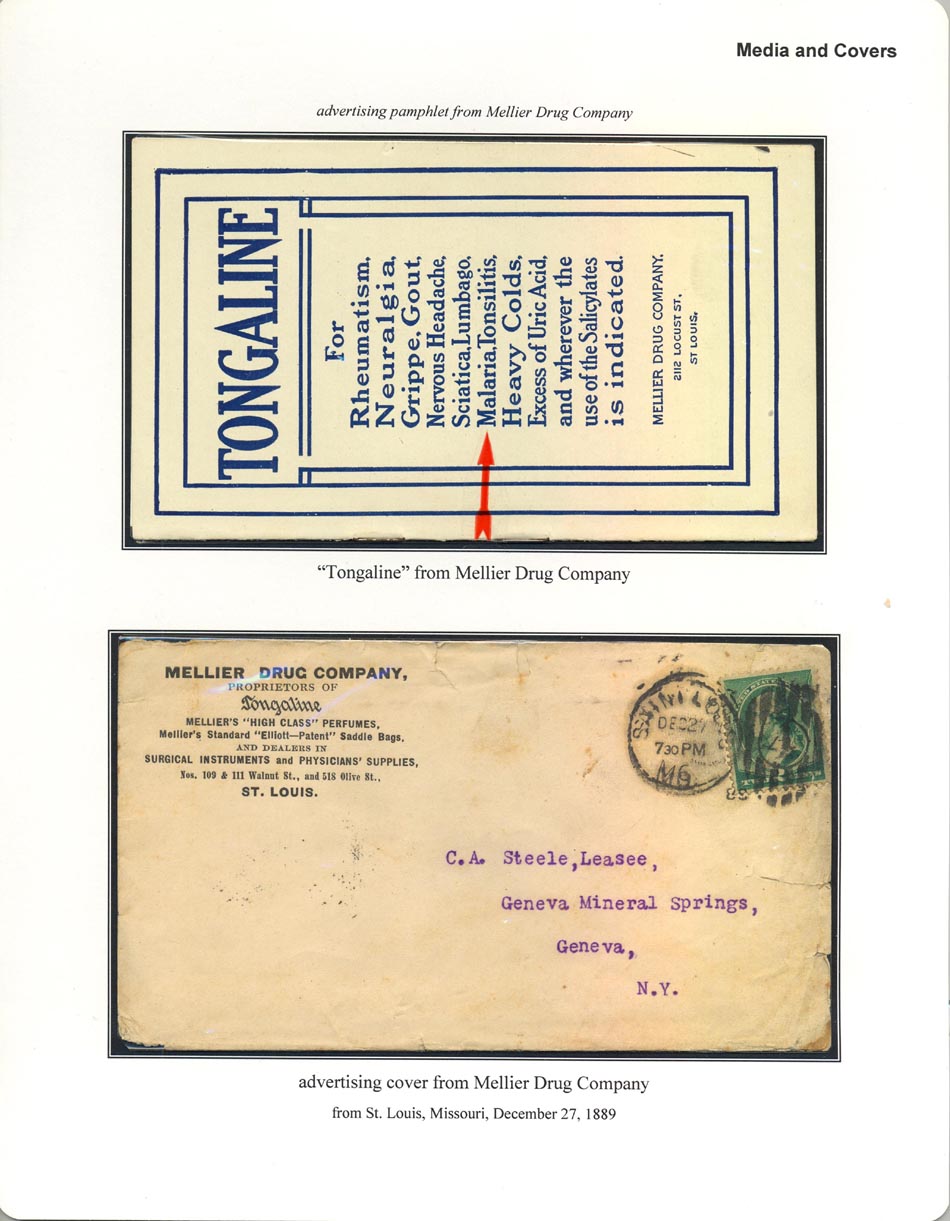 Media and Covers
advertising pamphlet from Mellier Drug Company
TONGALINE
For
Rheumatism,
Neuralgia,
Grippe, Gout,
Nervous Headache,
Sciatica, Lumbago,
Malaria, Tonsilitis,
Heavy Colds,
Excess of Uric Acid,
and wherever the
use of the Salicylates
is indicated.
MELLIER DRUG COMPANY.
2112 LOCUST ST.
ST LOUIS.
“Tongaline” from Mellier Drug Company
MELLIER DRUG COMPANY,
PROPRIETORS OF
Tongaline
MELLIER'S "HIGH CLASS" PERFUMES,
Mellier's Standard "Elliott—Patent" Saddle Bags,
AND DEALERS IN
SURGICAL INSTRUMENTS and PHYSICIANS' SUPPLIES,
Nos. 109 & 111 Walnut St., and 518 Olive St.,
ST. LOUIS.
SAINT LOUIS
DEC 27
7 30 PM
MO.
89
C.A. Steele,Leasee,
Geneva Mineral Springs,
Geneva,
N.Y.
advertising cover from Mellier Drug Company
from St. Louis, Missouri, December 27, 1889